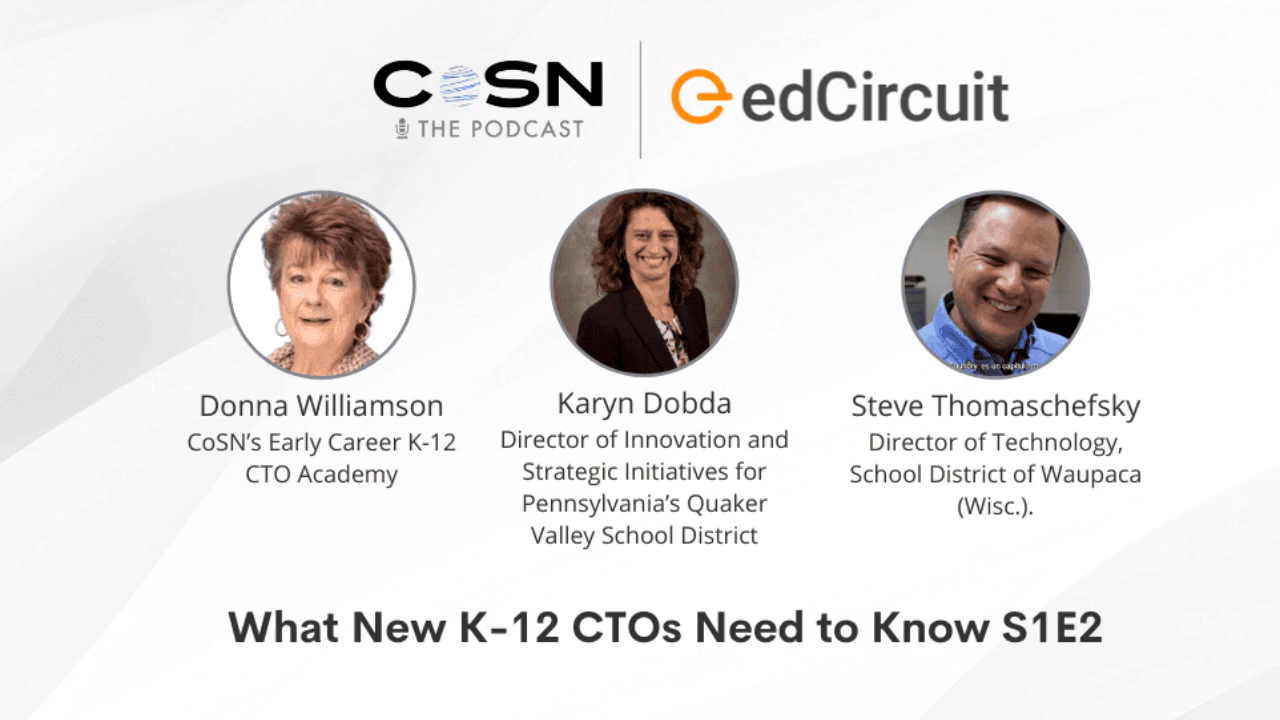 CoSN
THE PODCAST
edCircuit
Donna Williamson
CoSN’s Early Career K-12
CTO Academy
Karyn Dobda
Director of Innovation and
Strategic Initiatives for
Pennsylvania’s Quaker
Valley School District
Steve Thomaschefsky
Director of Technology,
School District of Waupaca
(Wisc.).
What New K-12 CTOs Need to Know S1E2